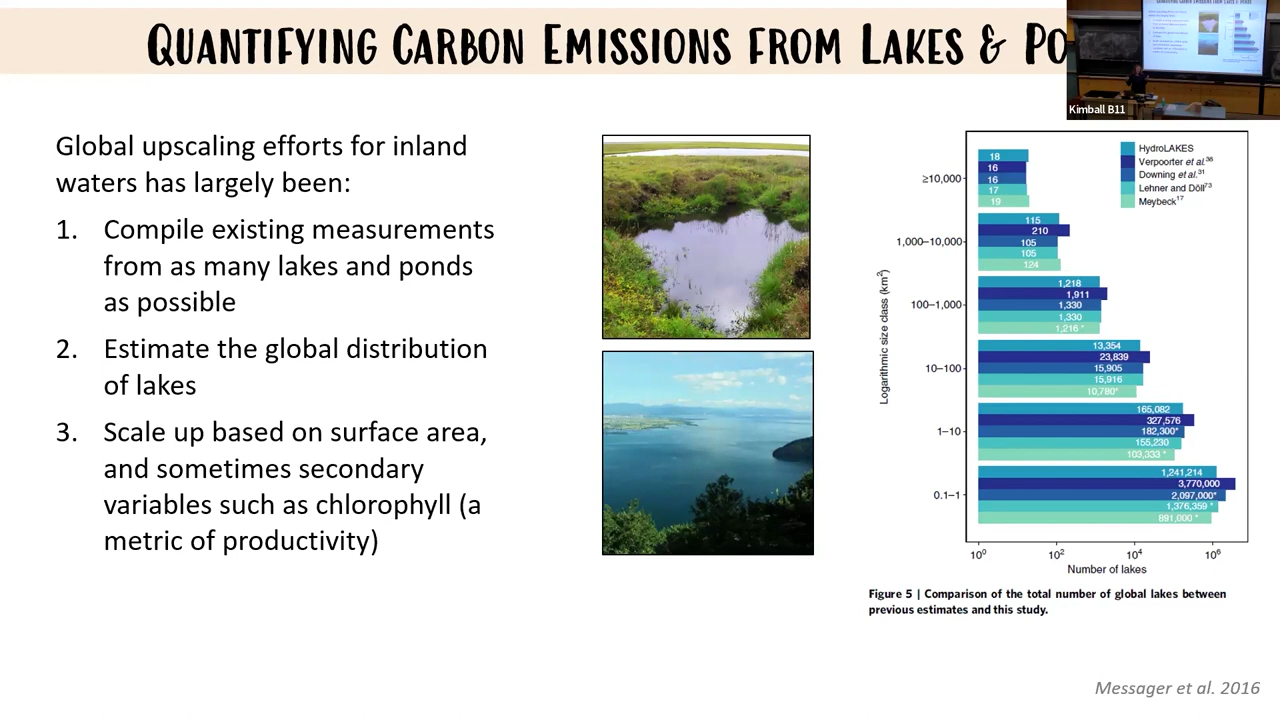 QUANTIFYING CARBON EMISSIONS FROM LAKES & PO
Kimball B11
Global upscaling efforts for inland
waters has largely been:
1. Compile existing measurements
from as many lakes and ponds
as possible
2. Estimate the global distribution
of lakes
3. Scale up based on surface area,
and sometimes secondary
variables such as chlorophyll (a
metric of productivity)
HydroLAKES
Verpoorter et al.³⁶
Downing et al.³¹
Lehner and Döll⁷³
Meybeck¹⁷
Logarithmic size class (km²)
≥10,000
18
16
16
17
19
1,000–10,000
115
210
105
105
124
100–1,000
1,218
1,911
1,330
1,330
1,216 *
10–100
13,354
23,839
15,905
15,916
10,780*
1–10
165,082
327,576
182,300*
155,230
103,333 *
0.1–1
1,241,214
3,770,000
2,097,000*
1,376,359 *
891,000 *
10⁰ 10² 10⁴ 10⁶
Number of lakes
Figure 5 | Comparison of the total number of global lakes between
previous estimates and this study.
Messager et al. 2016